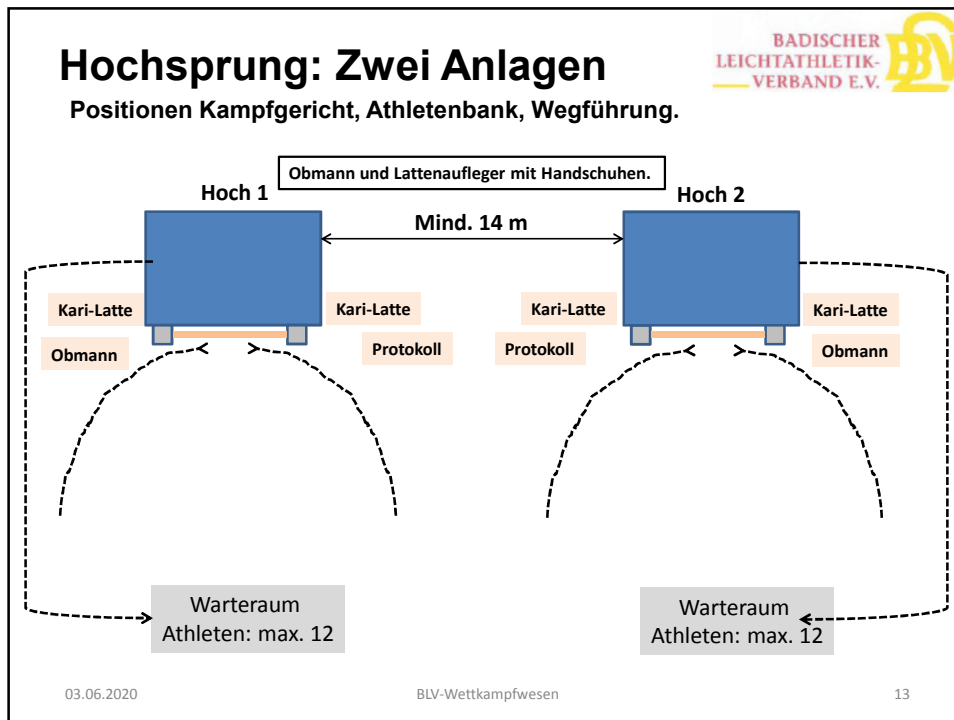 Hochsprung: Zwei Anlagen
BADISCHER
LEICHTATHLETIK-
VERBAND E.V.
BLV
Positionen Kampfgericht, Athletenbank, Wegführung.
Obmann und Lattenaufleger mit Handschuhen.
Hoch 1
Hoch 2
Mind. 14 m
Kari-Latte
Kari-Latte
Kari-Latte
Kari-Latte
Obmann
Protokoll
Protokoll
Obmann
Warteraum
Athleten: max. 12
Warteraum
Athleten: max. 12
03.06.2020
BLV-Wettkampfwesen
13